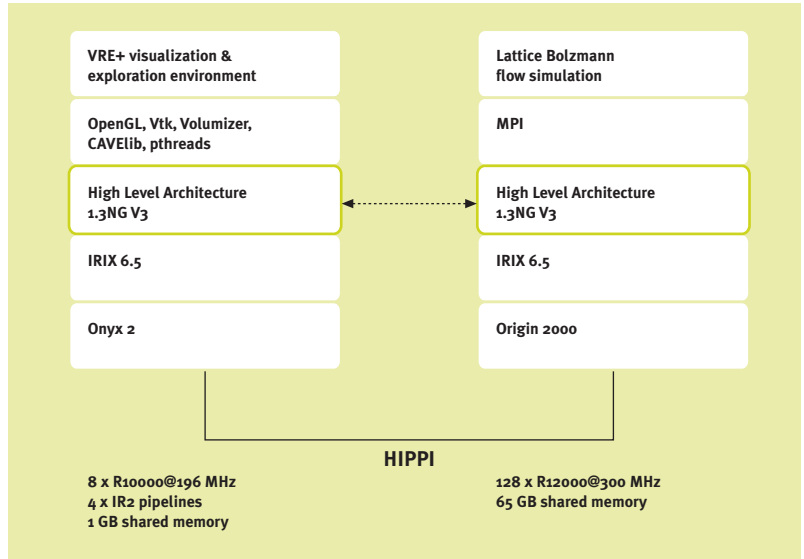 VRE+ visualization &
exploration environment
OpenGL, Vtk, Volumizer,
CAVElib, pthreads
High Level Architecture
1.3NG V3
IRIX 6.5
Onyx 2
Lattice Bolzmann
flow simulation
MPI
High Level Architecture
1.3NG V3
IRIX 6.5
Origin 2000
HIPPI
8 x R10000@196 MHz
4 x IR2 pipelines
1 GB shared memory
128 x R12000@300 MHz
65 GB shared memory